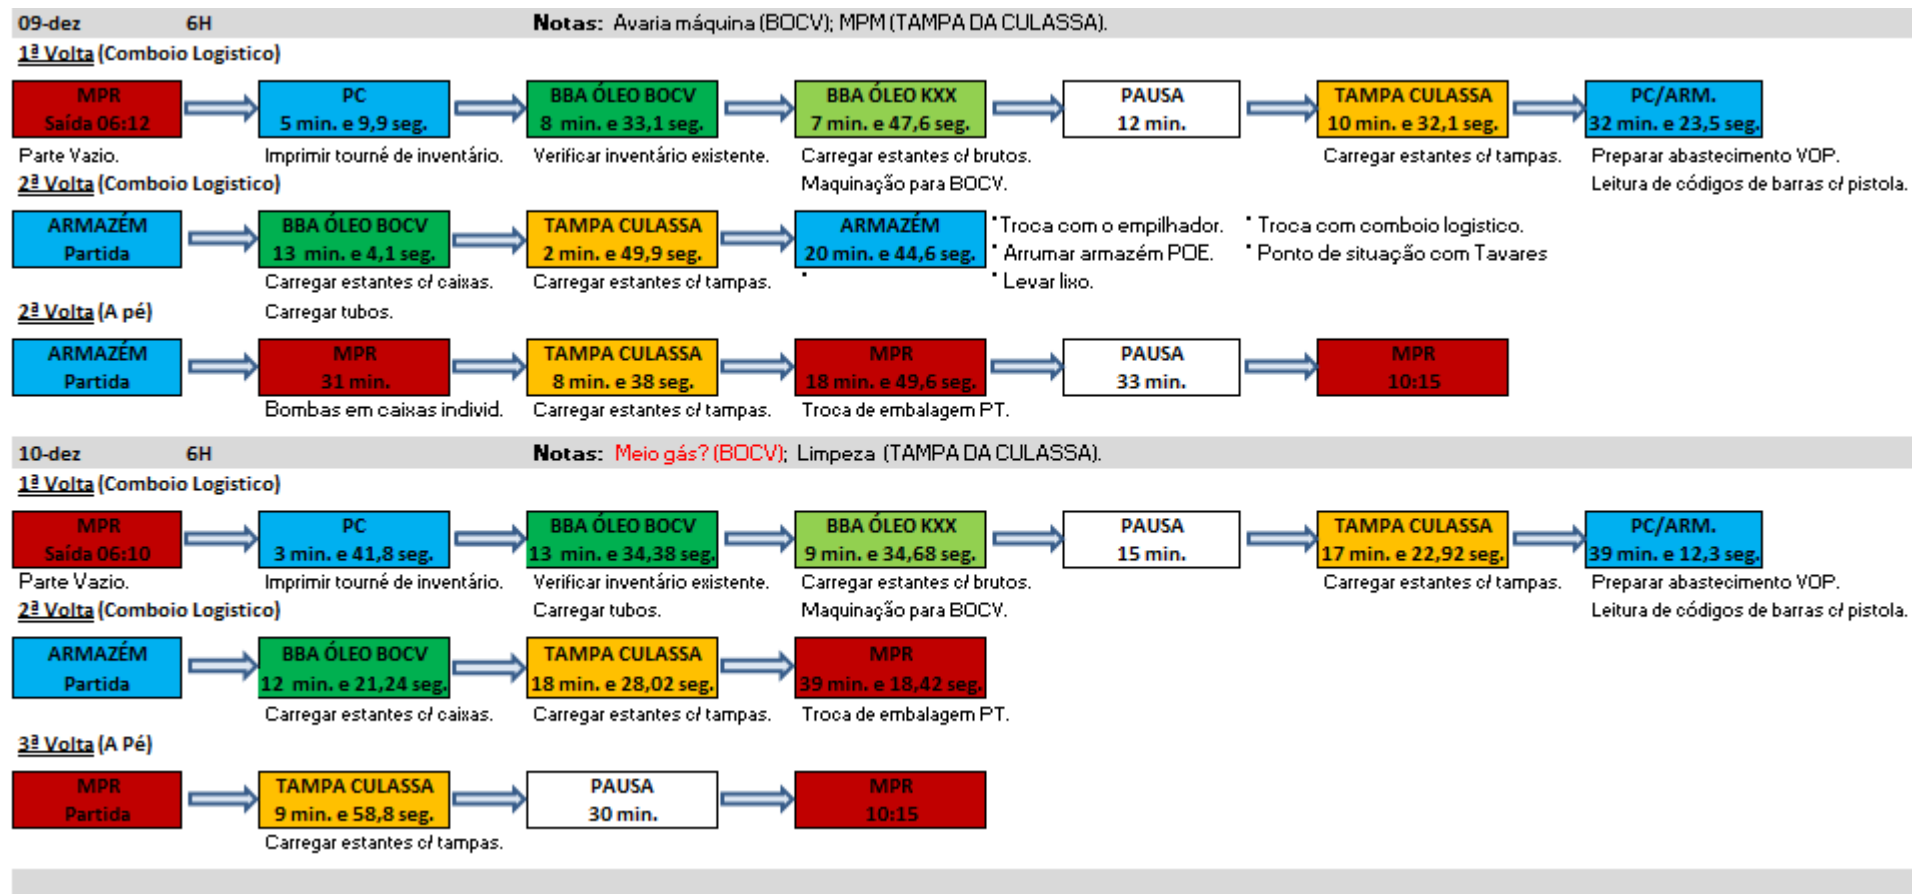 09-dez 6H Notas: Avaria máquina (BOCV); MPM (TAMPA DA CULASSA).
1ª Volta (Comboio Logistico)
MPR PC BBA ÓLEO BOCV BBA ÓLEO KXX PAUSA TAMPA CULASSA PC/ARM.
Saída 06:12 5 min. e 9,9 seg. 8 min. e 33,1 seg. 7 min. e 47,6 seg. 12 min. 10 min. e 32,1 seg. 32 min. e 23,5 seg.
Parte Vazio. Imprimir tourné de inventário. Verificar inventário existente. Carregar estantes c/ brutos. Carregar estantes c/ tampas. Preparar abastecimento VOP.
2ª Volta (Comboio Logistico) Maquinação para BOCV. Leitura de códigos de barras c/ pistola.
ARMAZÉM BBA ÓLEO BOCV TAMPA CULASSA ARMAZÉM * Troca com o empilhador. * Troca com comboio logistico.
Partida 13 min. e 4,1 seg. 2 min. e 49,9 seg. 20 min. e 44,6 seg. * Arrumar armazém POE. * Ponto de situação com Tavares
Carregar estantes c/ caixas. Carregar estantes c/ tampas. * * Levar lixo.
2ª Volta (A pé) Carregar tubos.
ARMAZÉM MPR TAMPA CULASSA MPR PAUSA MPR
Partida 31 min. 8 min. e 38 seg. 18 min. e 49,6 seg. 33 min. 10:15
Bombas em caixas individ. Carregar estantes c/ tampas. Troca de embalagem PT.
10-dez 6H Notas: Meio gás? (BOCV); Limpeza (TAMPA DA CULASSA).
1ª Volta (Comboio Logistico)
MPR PC BBA ÓLEO BOCV BBA ÓLEO KXX PAUSA TAMPA CULASSA PC/ARM.
Saída 06:10 3 min. e 41,8 seg. 13 min. e 34,38 seg. 9 min. e 34,68 seg. 15 min. 17 min. e 22,92 seg. 39 min. e 12,3 seg.
Parte Vazio. Imprimir tourné de inventário. Verificar inventário existente. Carregar estantes c/ brutos. Carregar estantes c/ tampas. Preparar abastecimento VOP.
2ª Volta (Comboio Logistico) Carregar tubos. Maquinação para BOCV. Leitura de códigos de barras c/ pistola.
ARMAZÉM BBA ÓLEO BOCV TAMPA CULASSA MPR
Partida 12 min. e 21,24 seg. 18 min. e 28,02 seg. 39 min. e 18,42 seg.
Carregar estantes c/ caixas. Carregar estantes c/ tampas. Troca de embalagem PT.
3ª Volta (A Pé)
MPR TAMPA CULASSA PAUSA MPR
Partida 9 min. e 58,8 seg. 30 min. 10:15
Carregar estantes c/ tampas.